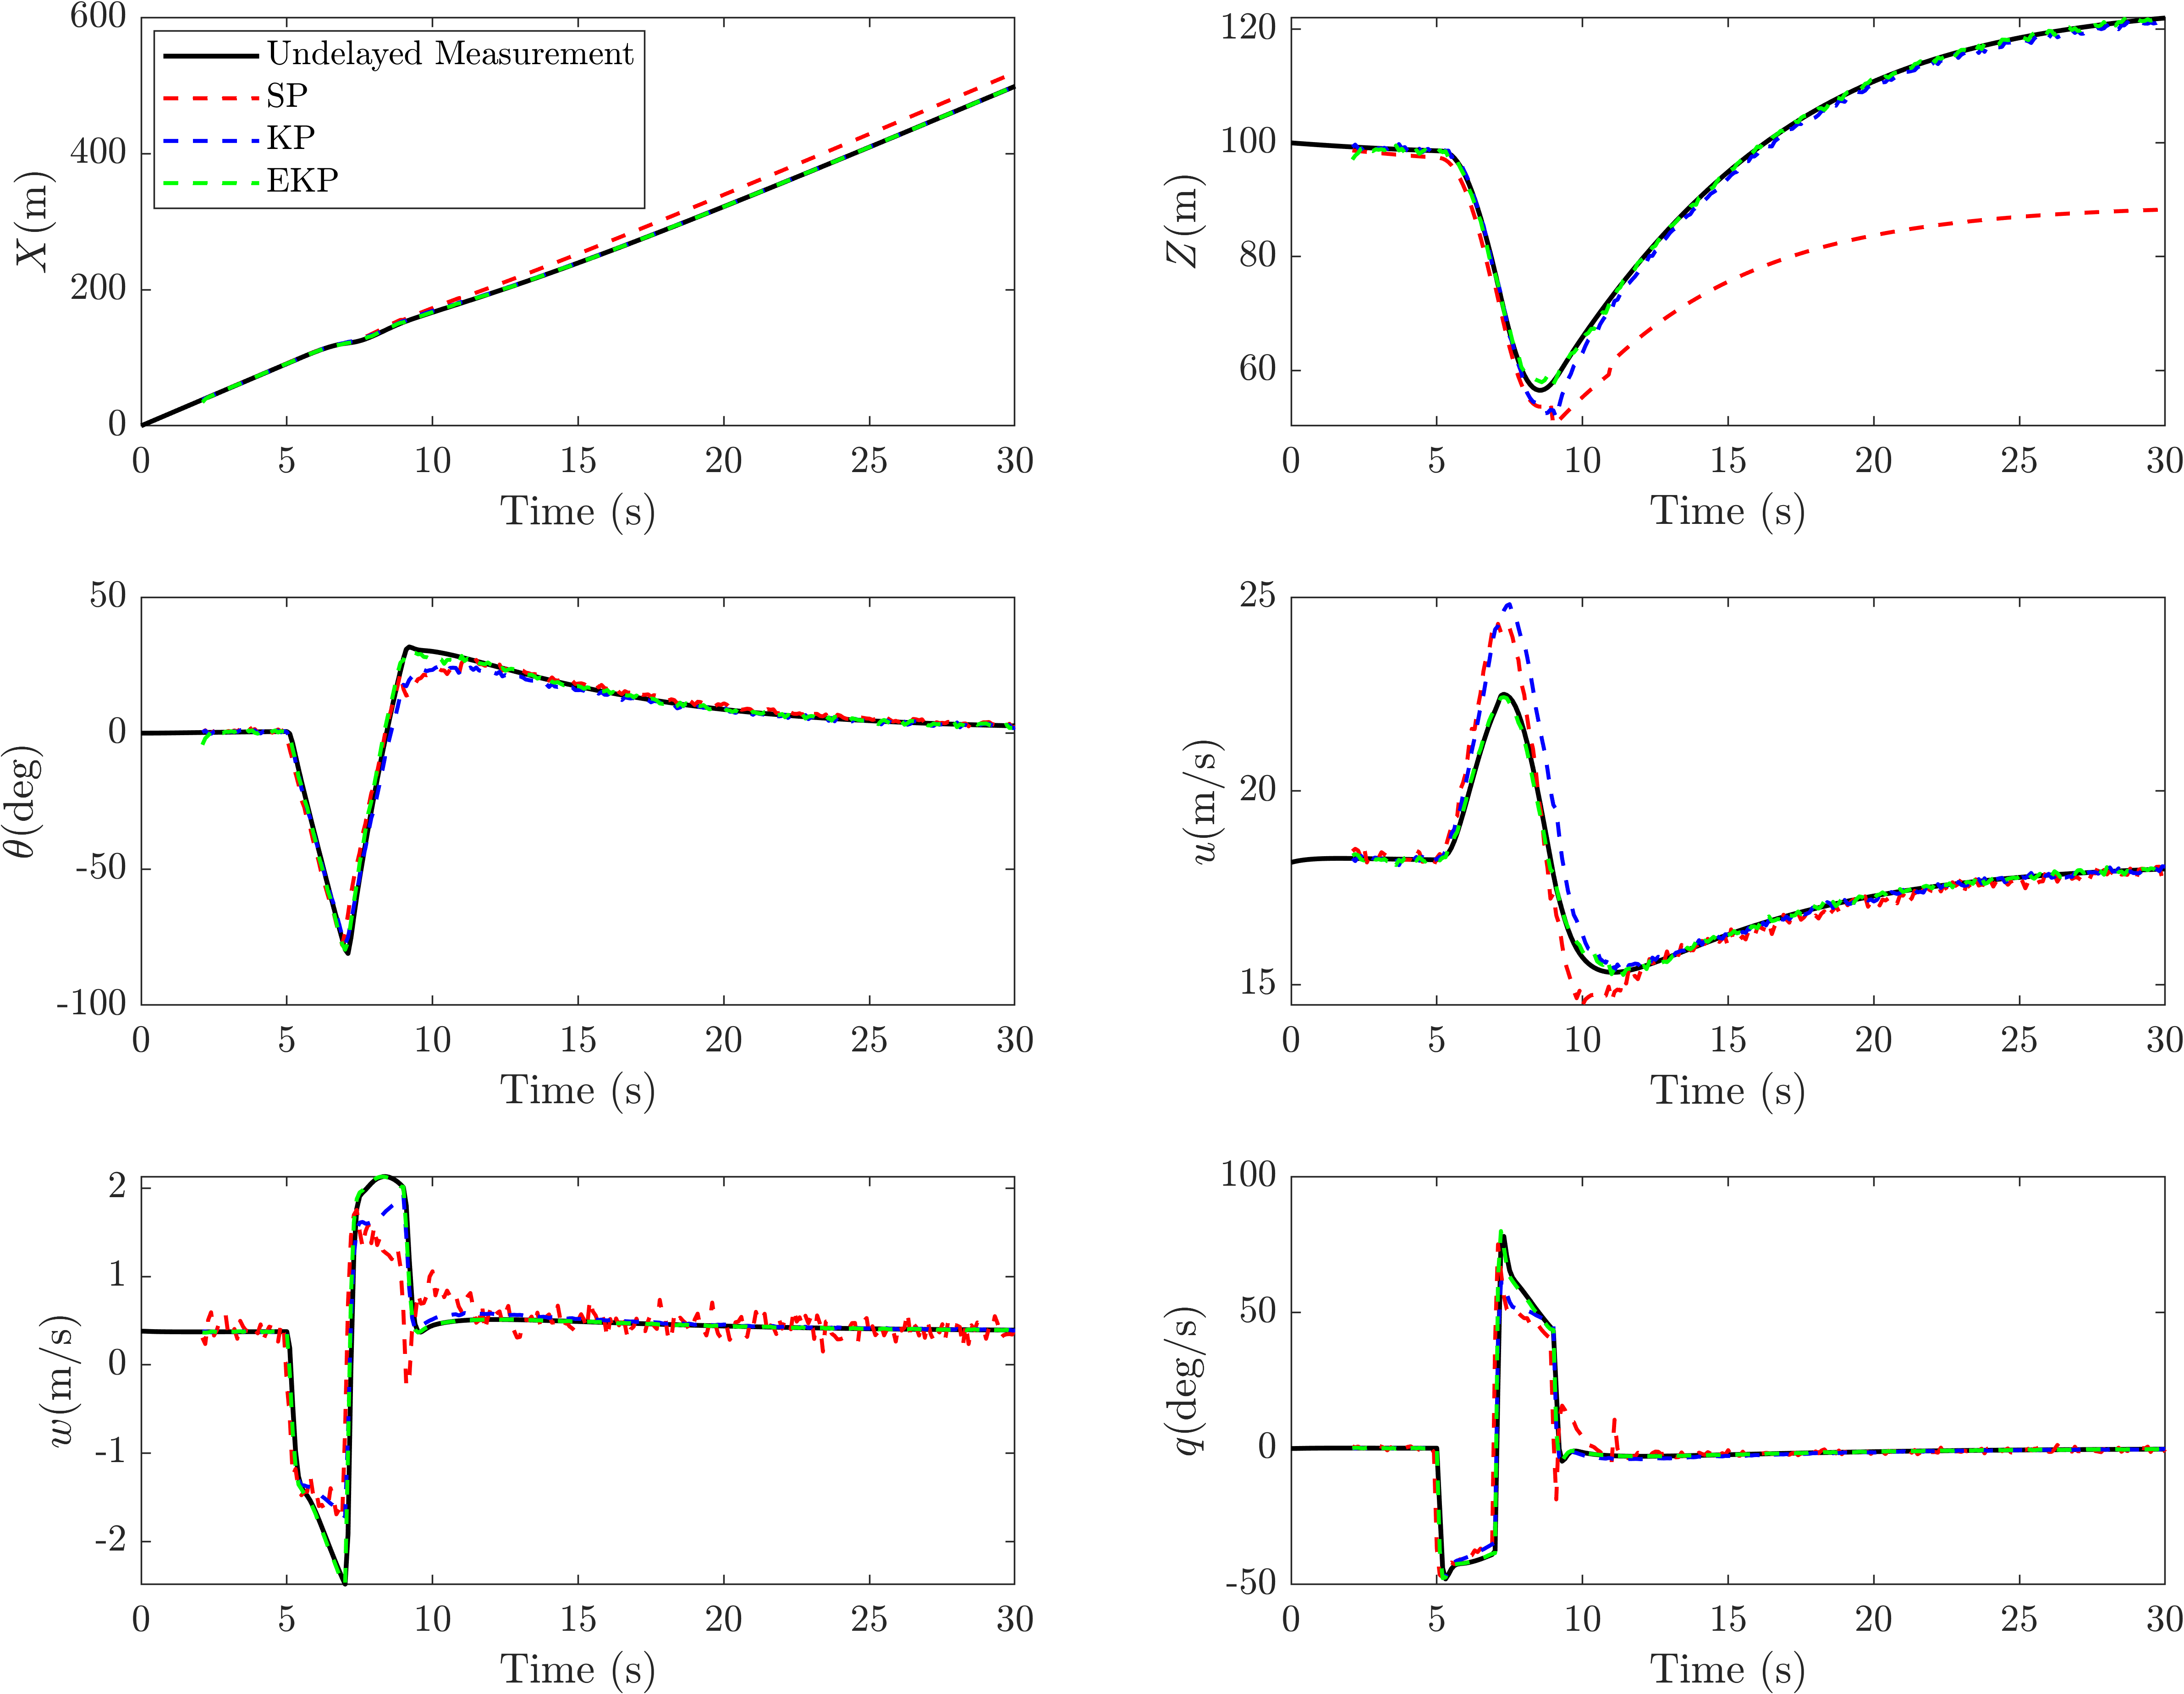 600
400
200
0
X(m)
Undelayed Measurement
SP
KP
EKP
0 5 10 15 20 25 30
Time (s)
120
100
80
60
Z(m)
0 5 10 15 20 25 30
Time (s)
50
0
-50
-100
θ(deg)
0 5 10 15 20 25 30
Time (s)
25
20
15
u(m/s)
0 5 10 15 20 25 30
Time (s)
2
1
0
-1
-2
w(m/s)
0 5 10 15 20 25 30
Time (s)
100
50
0
-50
q(deg/s)
0 5 10 15 20 25 30
Time (s)